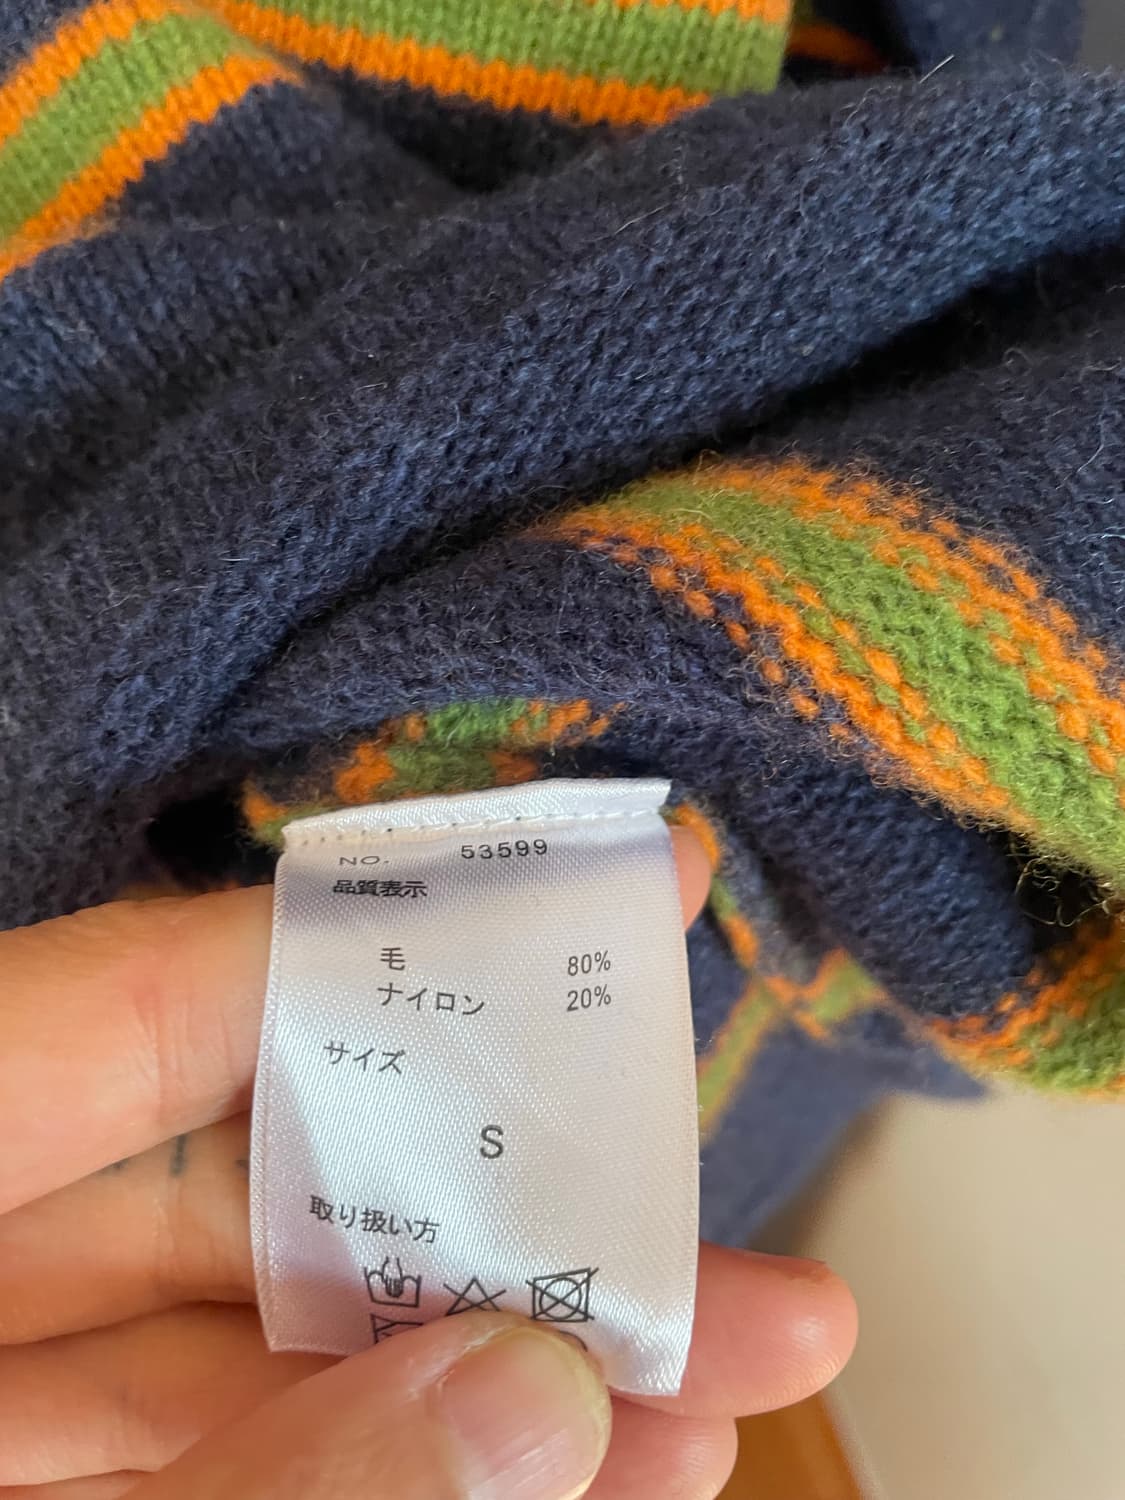 NO. 53599
品質表示
毛 80%
ナイロン 20%
サイズ
S
取り扱い方